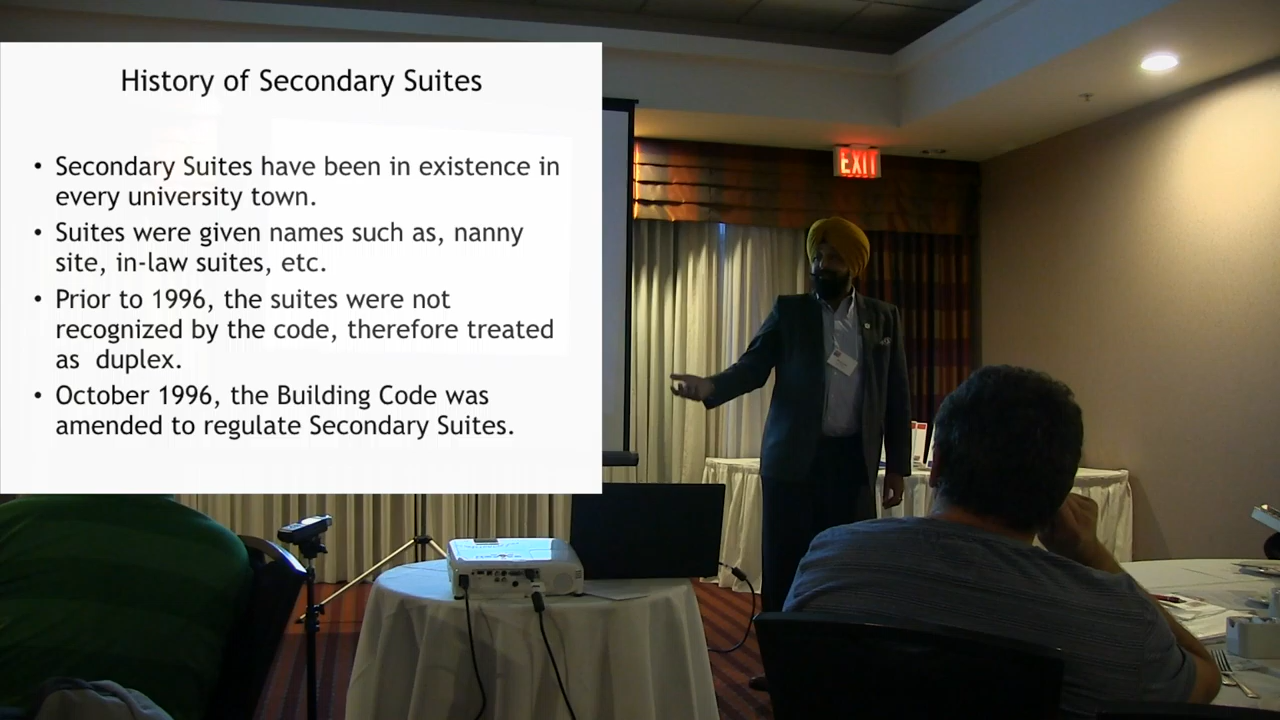 History of Secondary Suites
• Secondary Suites have been in existence in
every university town.
• Suites were given names such as, nanny
site, in-law suites, etc.
• Prior to 1996, the suites were not
recognized by the code, therefore treated
as  duplex.
• October 1996, the Building Code was
amended to regulate Secondary Suites.
EXIT